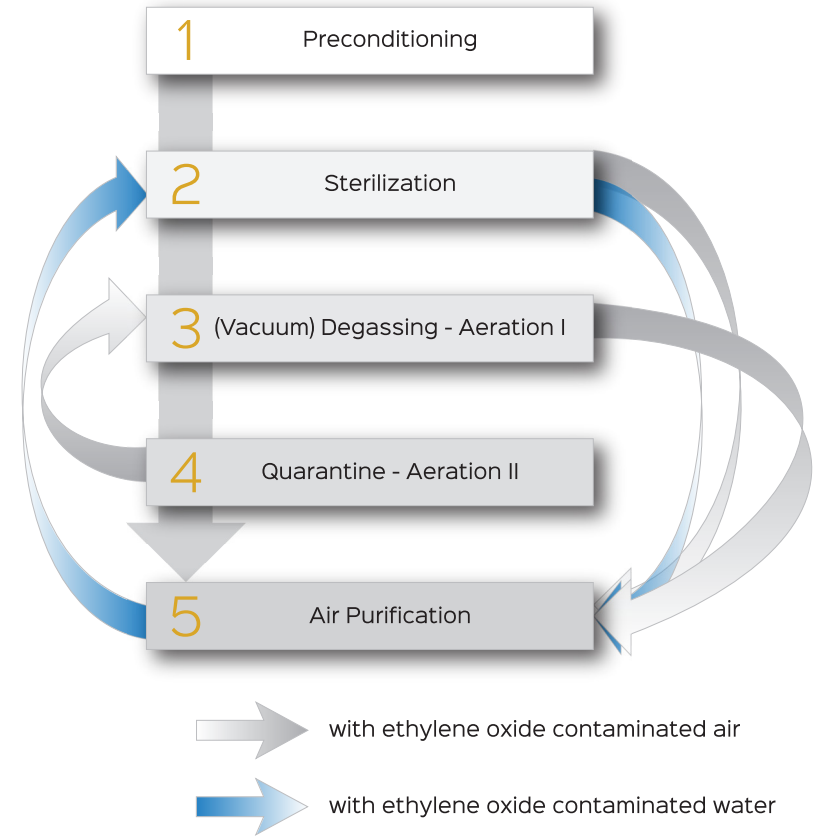 1 Preconditioning
2 Sterilization
3 (Vacuum) Degassing - Aeration I
4 Quarantine - Aeration II
5 Air Purification
with ethylene oxide contaminated air
with ethylene oxide contaminated water